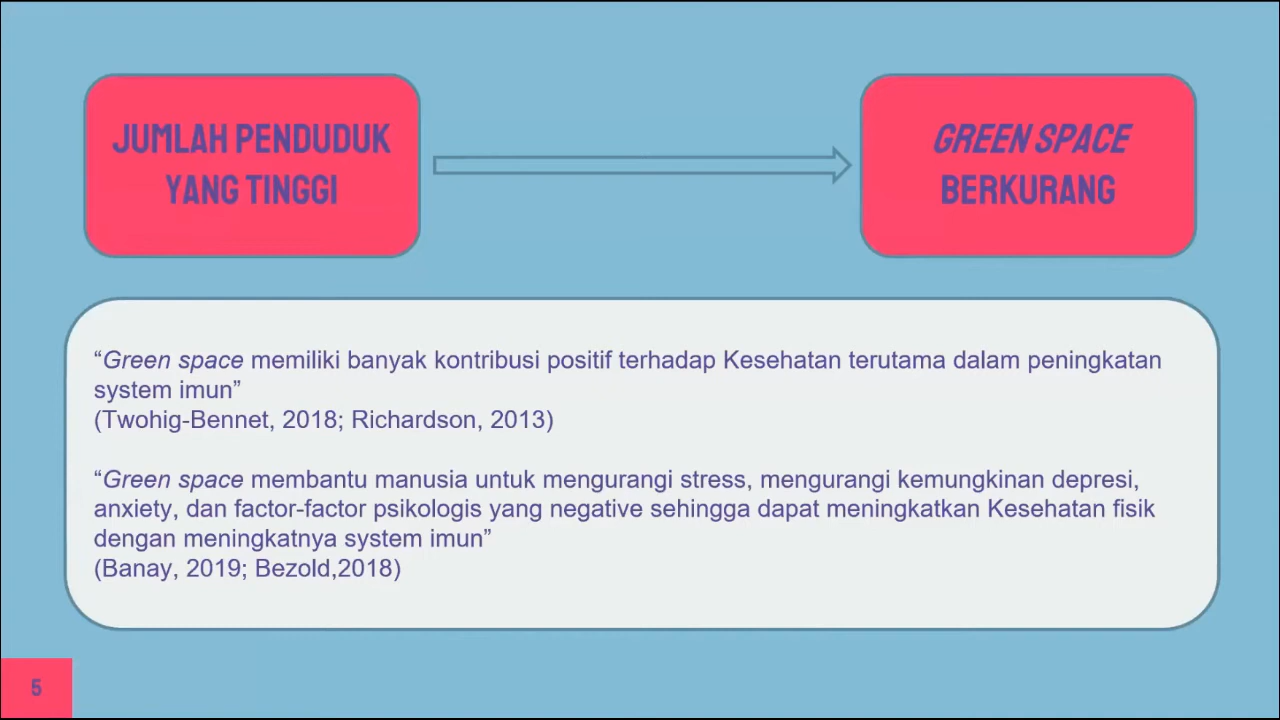 JUMLAH PENDUDUK
YANG TINGGI
GREEN SPACE
BERKURANG
“Green space memiliki banyak kontribusi positif terhadap Kesehatan terutama dalam peningkatan
system imun”
(Twohig-Bennet, 2018; Richardson, 2013)
“Green space membantu manusia untuk mengurangi stress, mengurangi kemungkinan depresi,
anxiety, dan factor-factor psikologis yang negative sehingga dapat meningkatkan Kesehatan fisik
dengan meningkatnya system imun”
(Banay, 2019; Bezold,2018)
5